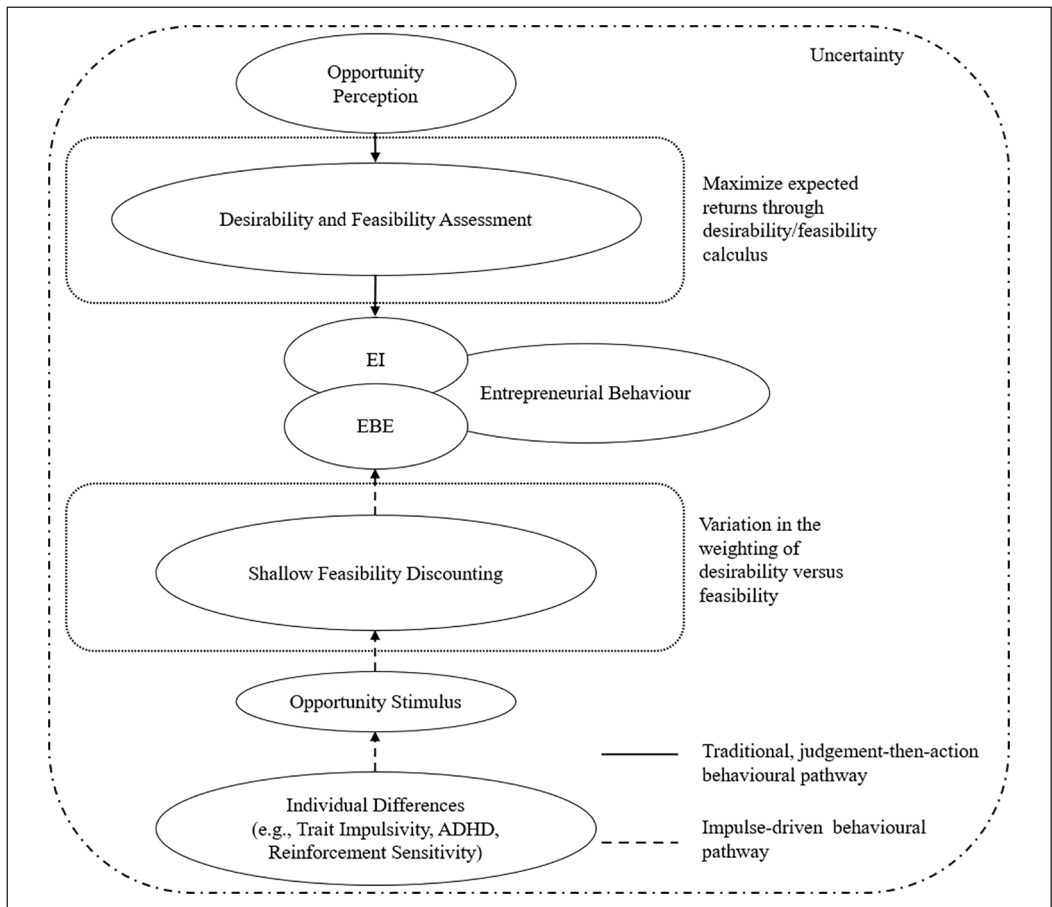 Uncertainty
Opportunity
Perception
Desirability and Feasibility Assessment
Maximize expected
returns through
desirability/feasibility
calculus
EI
Entrepreneurial Behaviour
EBE
Shallow Feasibility Discounting
Variation in the
weighting of
desirability versus
feasibility
Opportunity Stimulus
Individual Differences
(e.g., Trait Impulsivity, ADHD,
Reinforcement Sensitivity)
Traditional, judgement-then-action
behavioural pathway
Impulse-driven behavioural
pathway